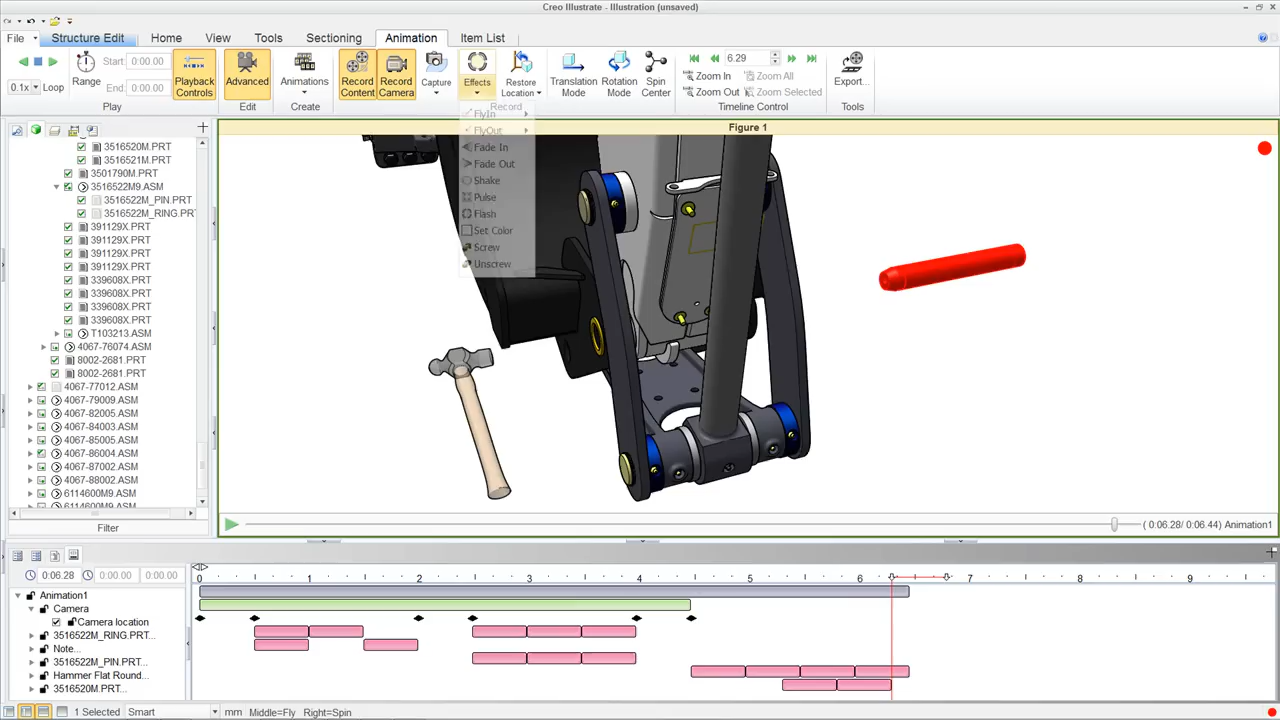 Creo Illustrate - Illustration (unsaved)
File Structure Edit Home View Tools Sectioning Animation Item List
Start: 0:00.00
End: 0:00.00
0.1x Loop
Range
Playback Controls
Advanced
Animations
Record Content
Record Camera
Capture
Effects
Restore Location
Translation Mode
Rotation Mode
Spin Center
6.29
Zoom In Zoom All
Zoom Out Zoom Selected
Export...
Play Edit Create Record Timeline Control Tools
FlyIn
FlyOut
Fade In
Fade Out
Shake
Pulse
Flash
Set Color
Screw
Unscrew
Figure 1
3516520M.PRT
3516521M.PRT
3501790M.PRT
3516522M9.ASM
3516522M_PIN.PRT
3516522M_RING.PRT
391129X.PRT
391129X.PRT
391129X.PRT
391129X.PRT
339608X.PRT
339608X.PRT
339608X.PRT
339608X.PRT
T103213.ASM
4067-76074.ASM
8002-2681.PRT
8002-2681.PRT
4067-77012.ASM
4067-79009.ASM
4067-82005.ASM
4067-84003.ASM
4067-85005.ASM
4067-86004.ASM
4067-87002.ASM
4067-88002.ASM
6114600M9.ASM
6114600M9.ASM
Filter
( 0:06.28/ 0:06.44) Animation1
0:06.28 0:00.00 0:00.00
0 1 2 3 4 5 6 7 8 9
Animation1
Camera
Camera location
3516522M_RING.PRT...
Note...
3516522M_PIN.PRT...
Hammer Flat Round...
3516520M.PRT...
1 Selected Smart mm Middle=Fly Right=Spin